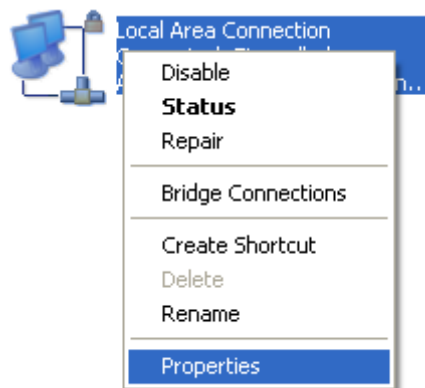 Local Area Connection
Disable
Status
Repair
Bridge Connections
Create Shortcut
Delete
Rename
Properties